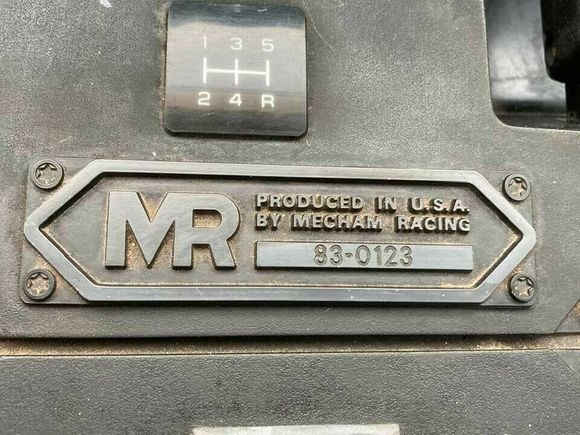 1 3 5
2 4 R
MR
PRODUCED IN U.S.A.
BY MECHAM RACING
83-0123